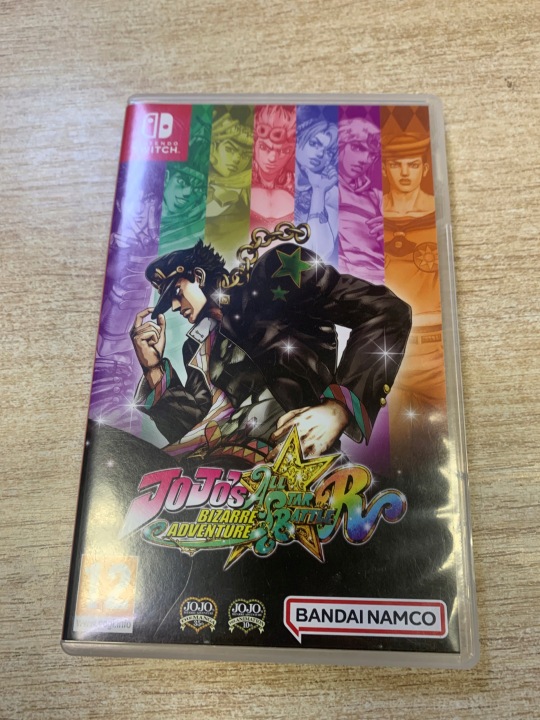 NINTENDO
SWITCH
JOJO'S
BIZARRE
ADVENTURE
ALL
STAR
BATTLE
R
12
JOJO
JOJO
BANDAI NAMCO